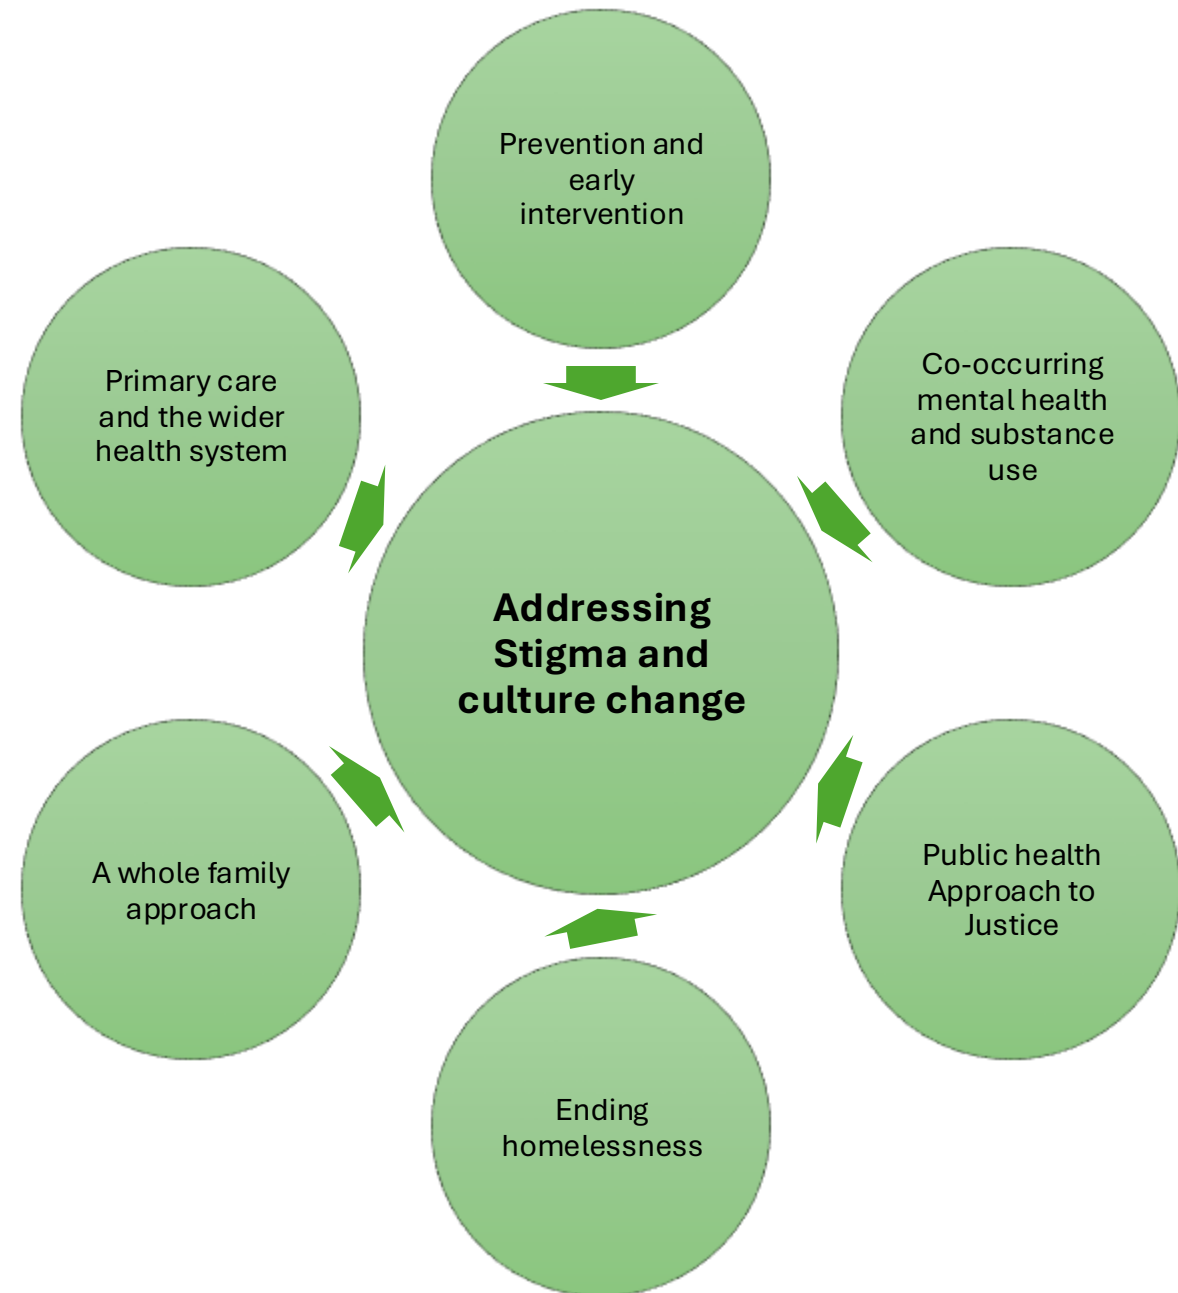 Prevention and
early
intervention
Co-occurring
mental health
and substance
use
Public health
Approach to
Justice
Ending
homelessness
A whole family
approach
Primary care
and the wider
health system
Addressing
Stigma and
culture change